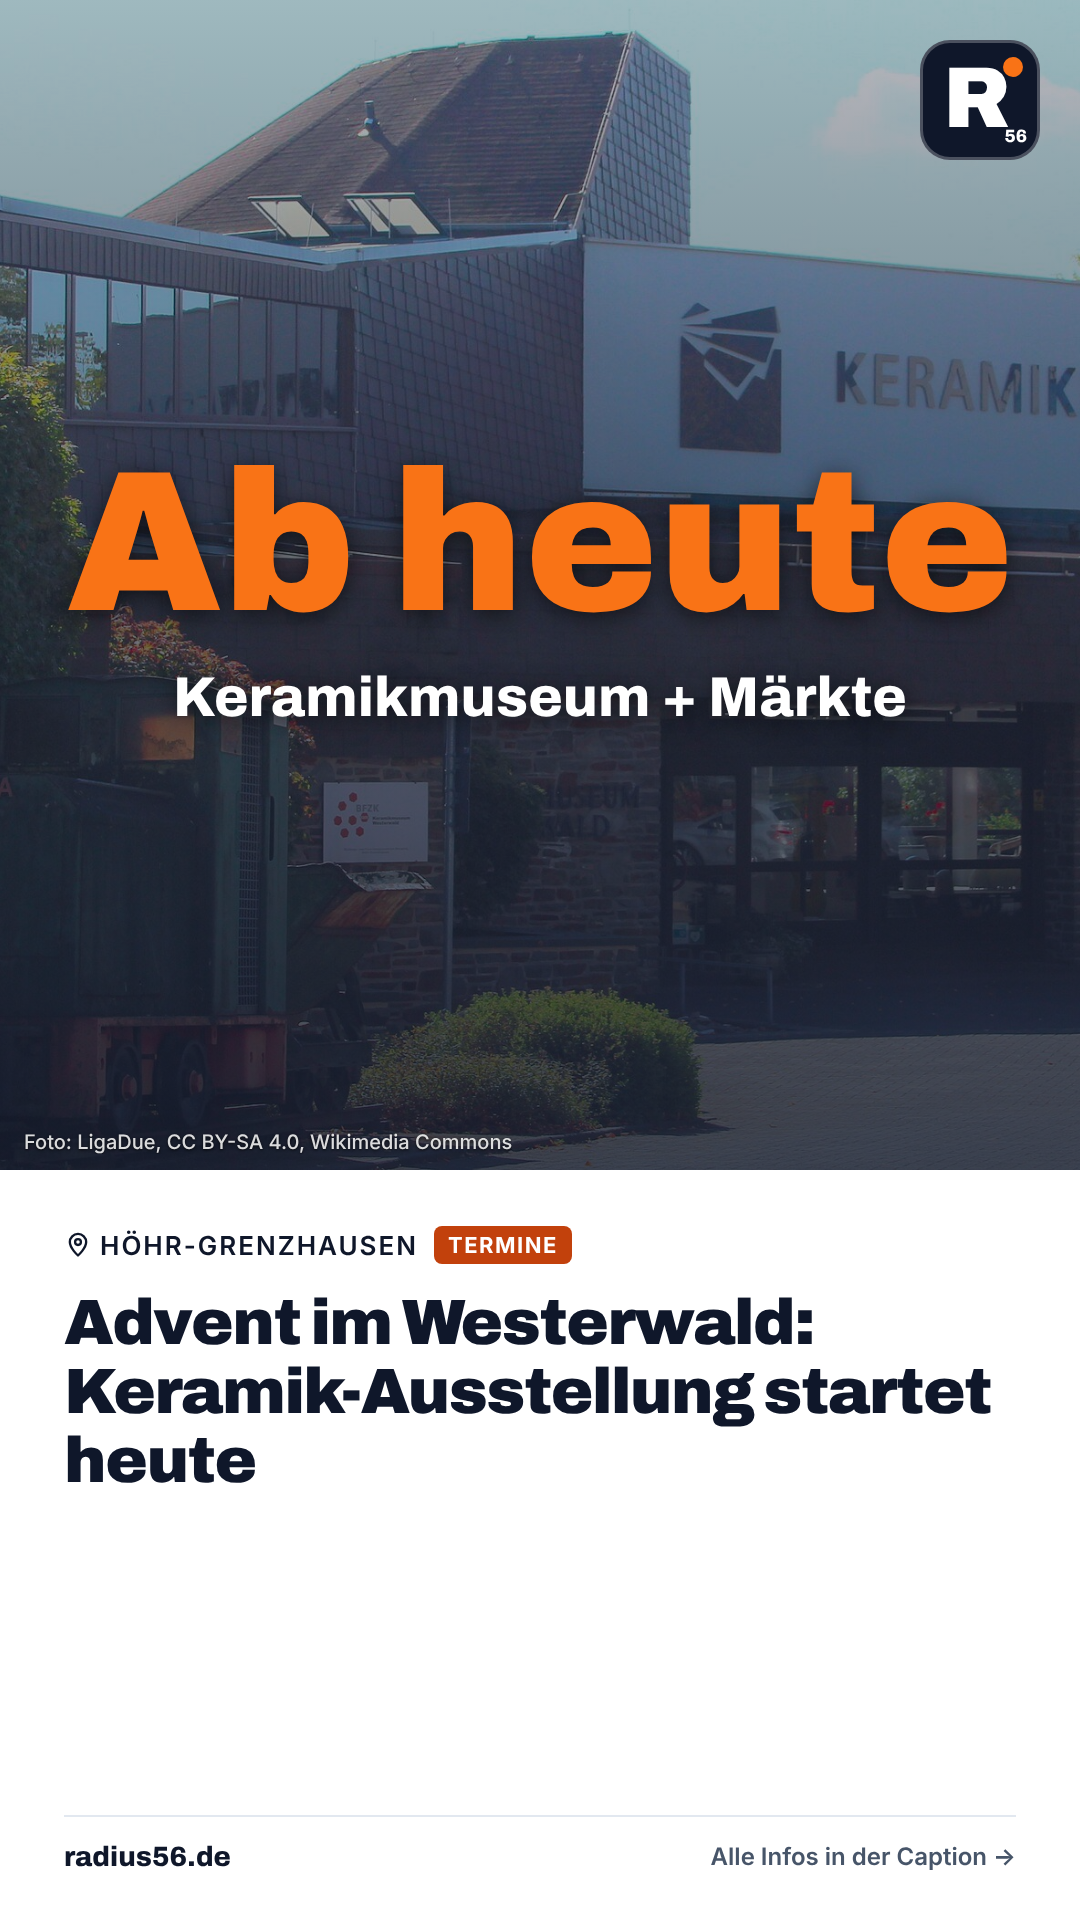 R
56
KERAMIK
Ab heute
Keramikmuseum + Märkte
Foto: LigaDue, CC BY-SA 4.0, Wikimedia Commons
HÖHR-GRENZHAUSEN TERMINE
Advent im Westerwald:
Keramik-Ausstellung startet
heute
radius56.de
Alle Infos in der Caption →